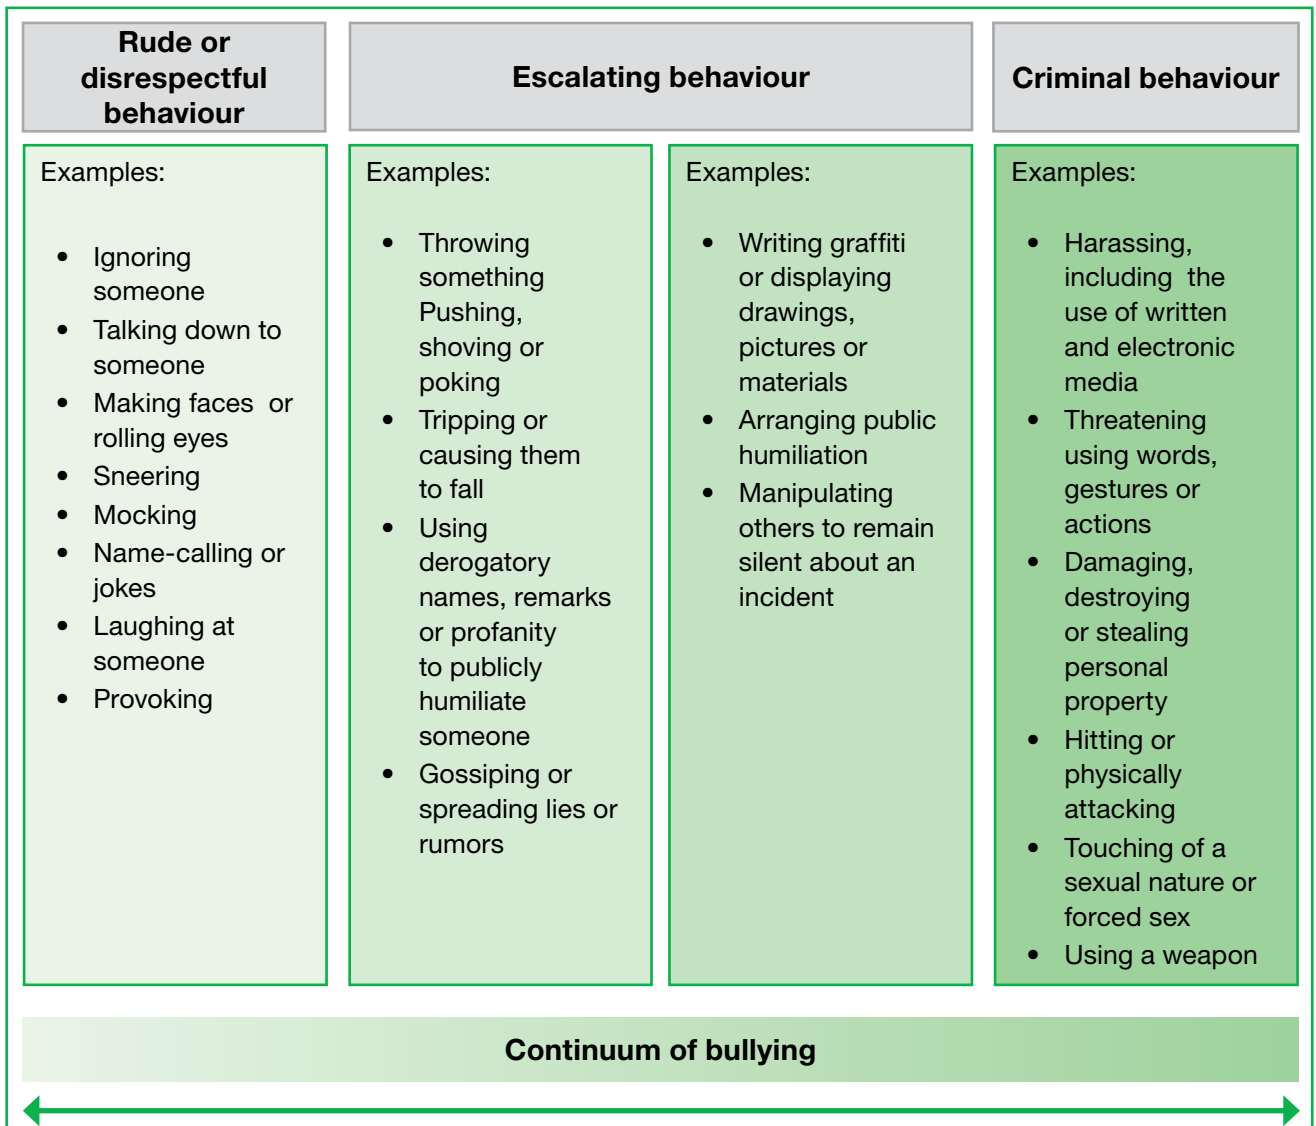 Rude or
disrespectful
behaviour
Escalating behaviour
Criminal behaviour
Examples:
• Ignoring
someone
• Talking down to
someone
• Making faces  or
rolling eyes
• Sneering
• Mocking
• Name-calling or
jokes
• Laughing at
someone
• Provoking
Examples:
• Throwing
something
Pushing,
shoving or
poking
• Tripping or
causing them
to fall
• Using
derogatory
names, remarks
or profanity
to publicly
humiliate
someone
• Gossiping or
spreading lies or
rumors
Examples:
• Writing graffiti
or displaying
drawings,
pictures or
materials
• Arranging public
humiliation
• Manipulating
others to remain
silent about an
incident
Examples:
• Harassing,
including  the
use of written
and electronic
media
• Threatening
using words,
gestures or
actions
• Damaging,
destroying
or stealing
personal
property
• Hitting or
physically
attacking
• Touching of a
sexual nature or
forced sex
• Using a weapon
Continuum of bullying